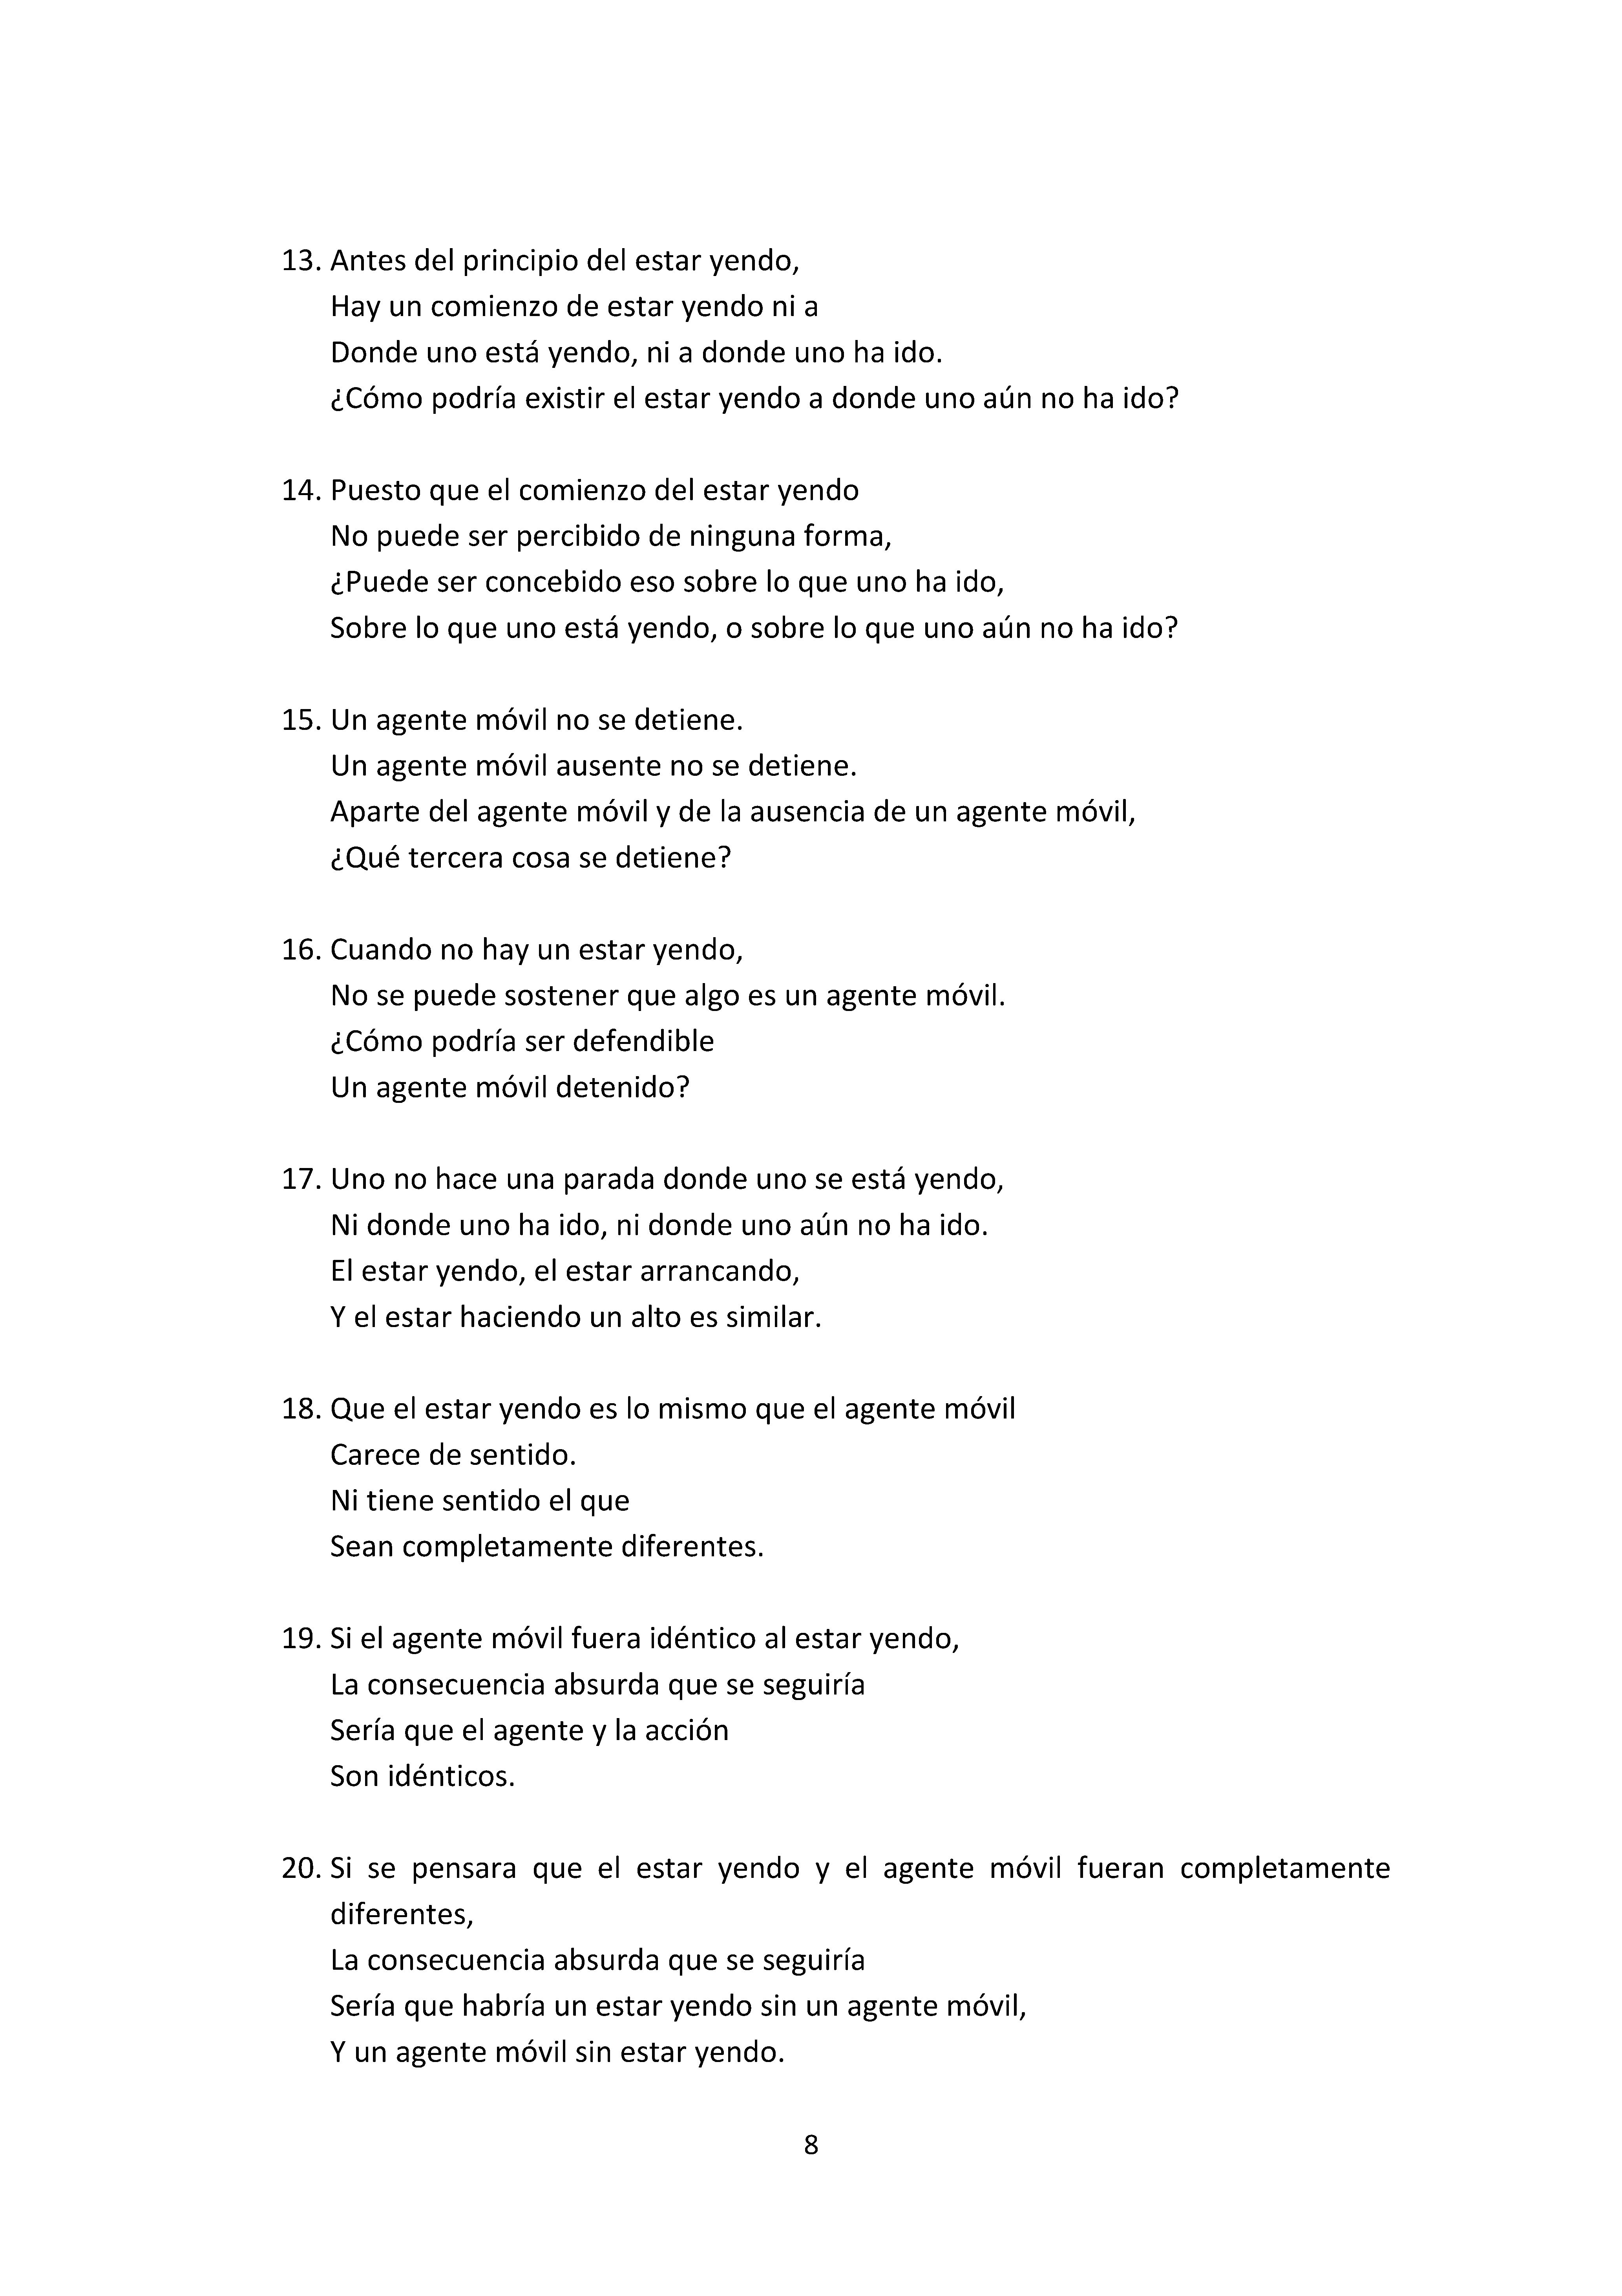 13. Antes del principio del estar yendo,
Hay un comienzo de estar yendo ni a
Donde uno está yendo, ni a donde uno ha ido.
¿Cómo podría existir el estar yendo a donde uno aún no ha ido?
14. Puesto que el comienzo del estar yendo
No puede ser percibido de ninguna forma,
¿Puede ser concebido eso sobre lo que uno ha ido,
Sobre lo que uno está yendo, o sobre lo que uno aún no ha ido?
15. Un agente móvil no se detiene.
Un agente móvil ausente no se detiene.
Aparte del agente móvil y de la ausencia de un agente móvil,
¿Qué tercera cosa se detiene?
16. Cuando no hay un estar yendo,
No se puede sostener que algo es un agente móvil.
¿Cómo podría ser defendible
Un agente móvil detenido?
17. Uno no hace una parada donde uno se está yendo,
Ni donde uno ha ido, ni donde uno aún no ha ido.
El estar yendo, el estar arrancando,
Y el estar haciendo un alto es similar.
18. Que el estar yendo es lo mismo que el agente móvil
Carece de sentido.
Ni tiene sentido el que
Sean completamente diferentes.
19. Si el agente móvil fuera idéntico al estar yendo,
La consecuencia absurda que se seguiría
Sería que el agente y la acción
Son idénticos.
20. Si se pensara que el estar yendo y el agente móvil fueran completamente
diferentes,
La consecuencia absurda que se seguiría
Sería que habría un estar yendo sin un agente móvil,
Y un agente móvil sin estar yendo.
8